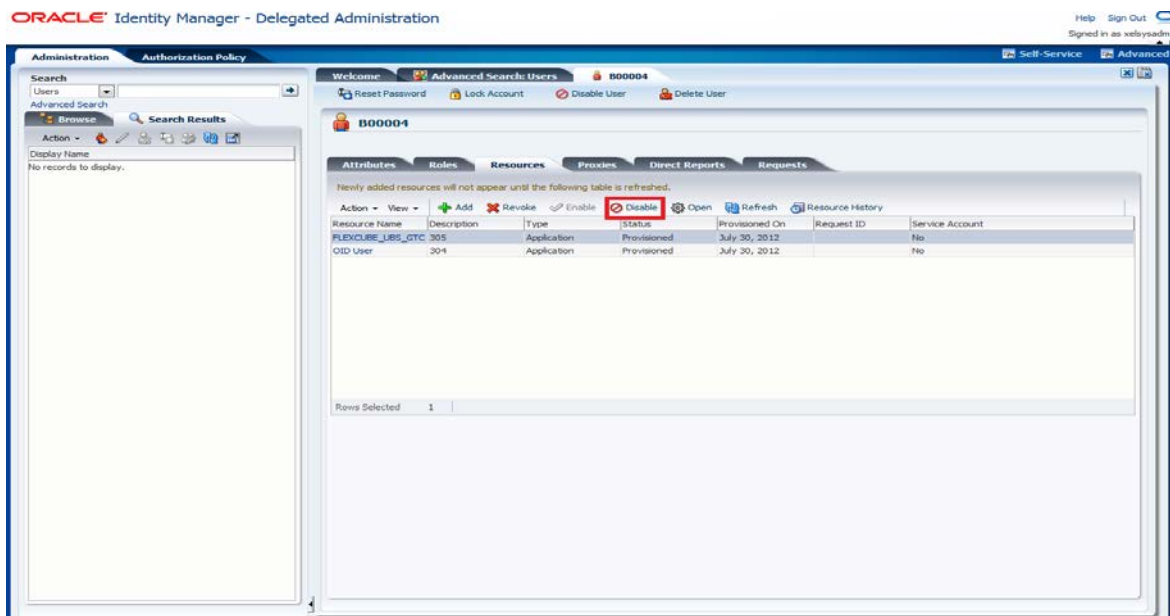 ORACLE Identity Manager - Delegated Administration
Help Sign Out
Signed in as xelsysadm
Administration Authorization Policy
Self-Service Advanced
Search
Users
Advanced Search
Browse Search Results
Action
Display Name
No records to display.
Welcome Advanced Search: Users B00004
Reset Password Lock Account Disable User Delete User
B00004
Attributes Roles Resources Proxies Direct Reports Requests
Newly added resources will not appear until the following table is refreshed.
Action View Add Revoke Enable Disable Open Refresh Resource History
Resource Name Description Type Status Provisioned On Request ID Service Account
FLEXCUBE_UBS_GTC 305 Application Provisioned July 30, 2012 No
OID User 304 Application Provisioned July 30, 2012 No
Rows Selected 1